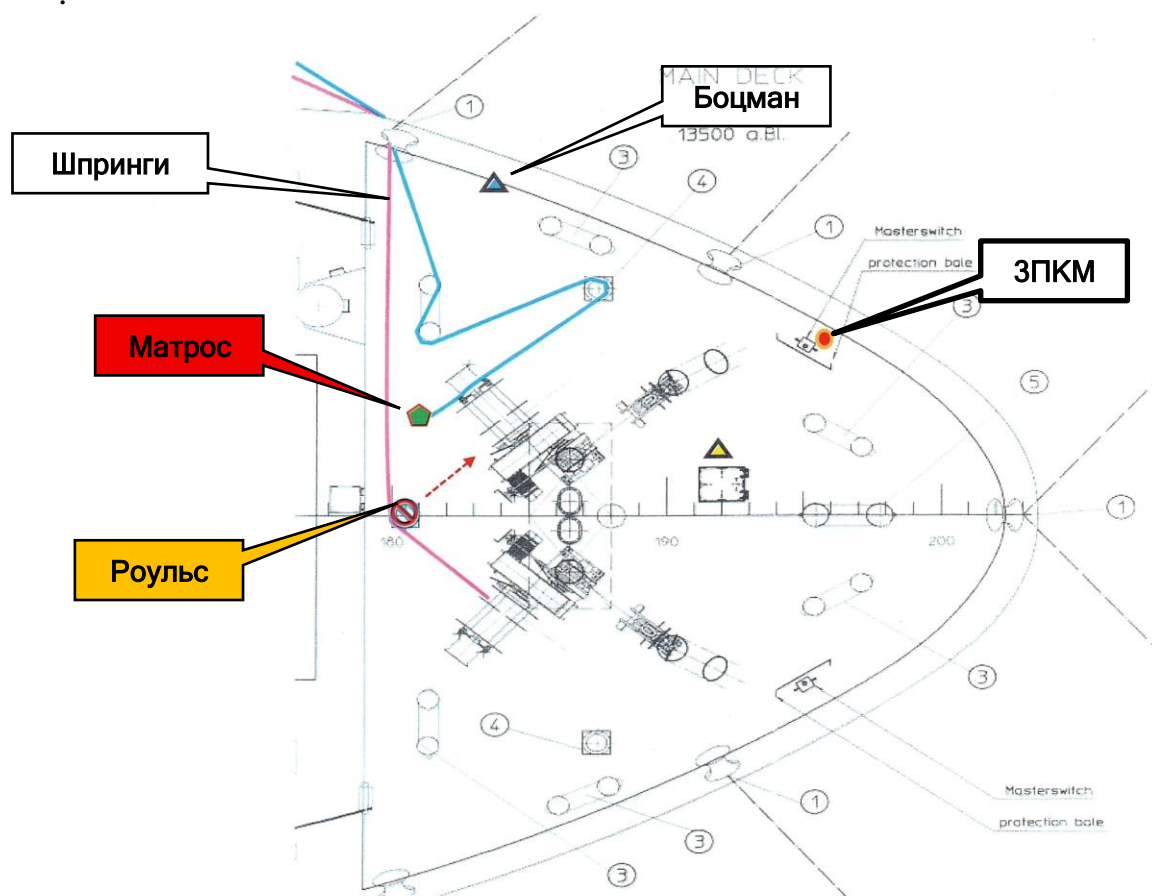 MAIN DECK
Боцман
1
13500 a.Bl.
3
Шпринги
4
1
Masterswitch
protection bale
ЗПКМ
3
Матрос
5
180
190
200
1
Роульс
3
4
Masterswitch
1
protection bale
3
3